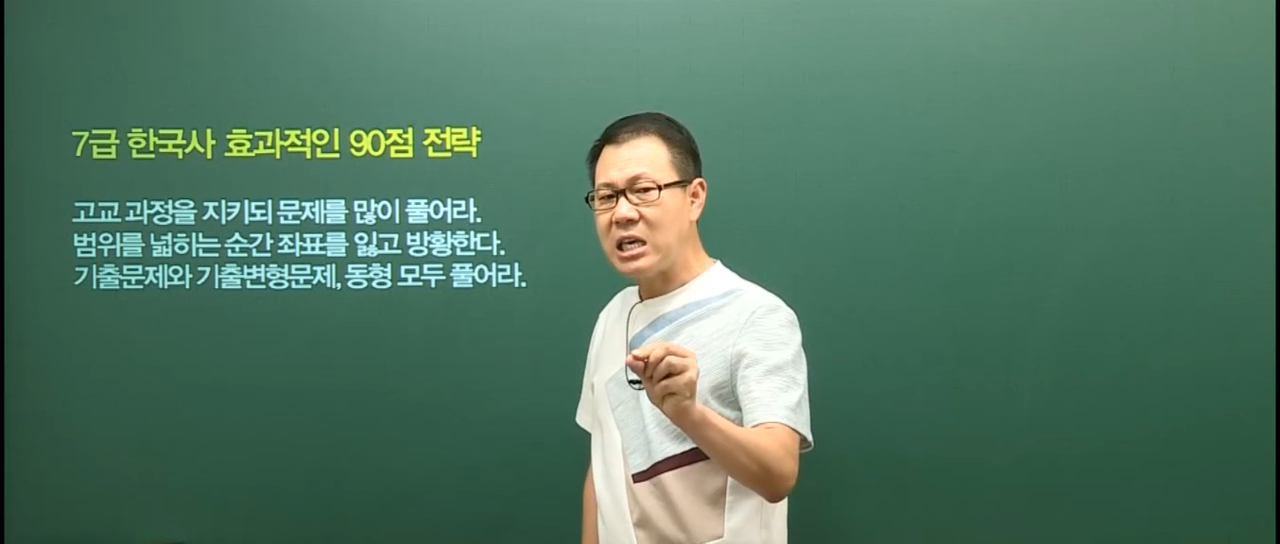 7급 한국사 효과적인 90점 전략
고교 과정을 지키되 문제를 많이 풀어라.
범위를 넓히는 순간 좌표를 잃고 방황한다.
기출문제와 기출변형문제, 동형 모두 풀어라.